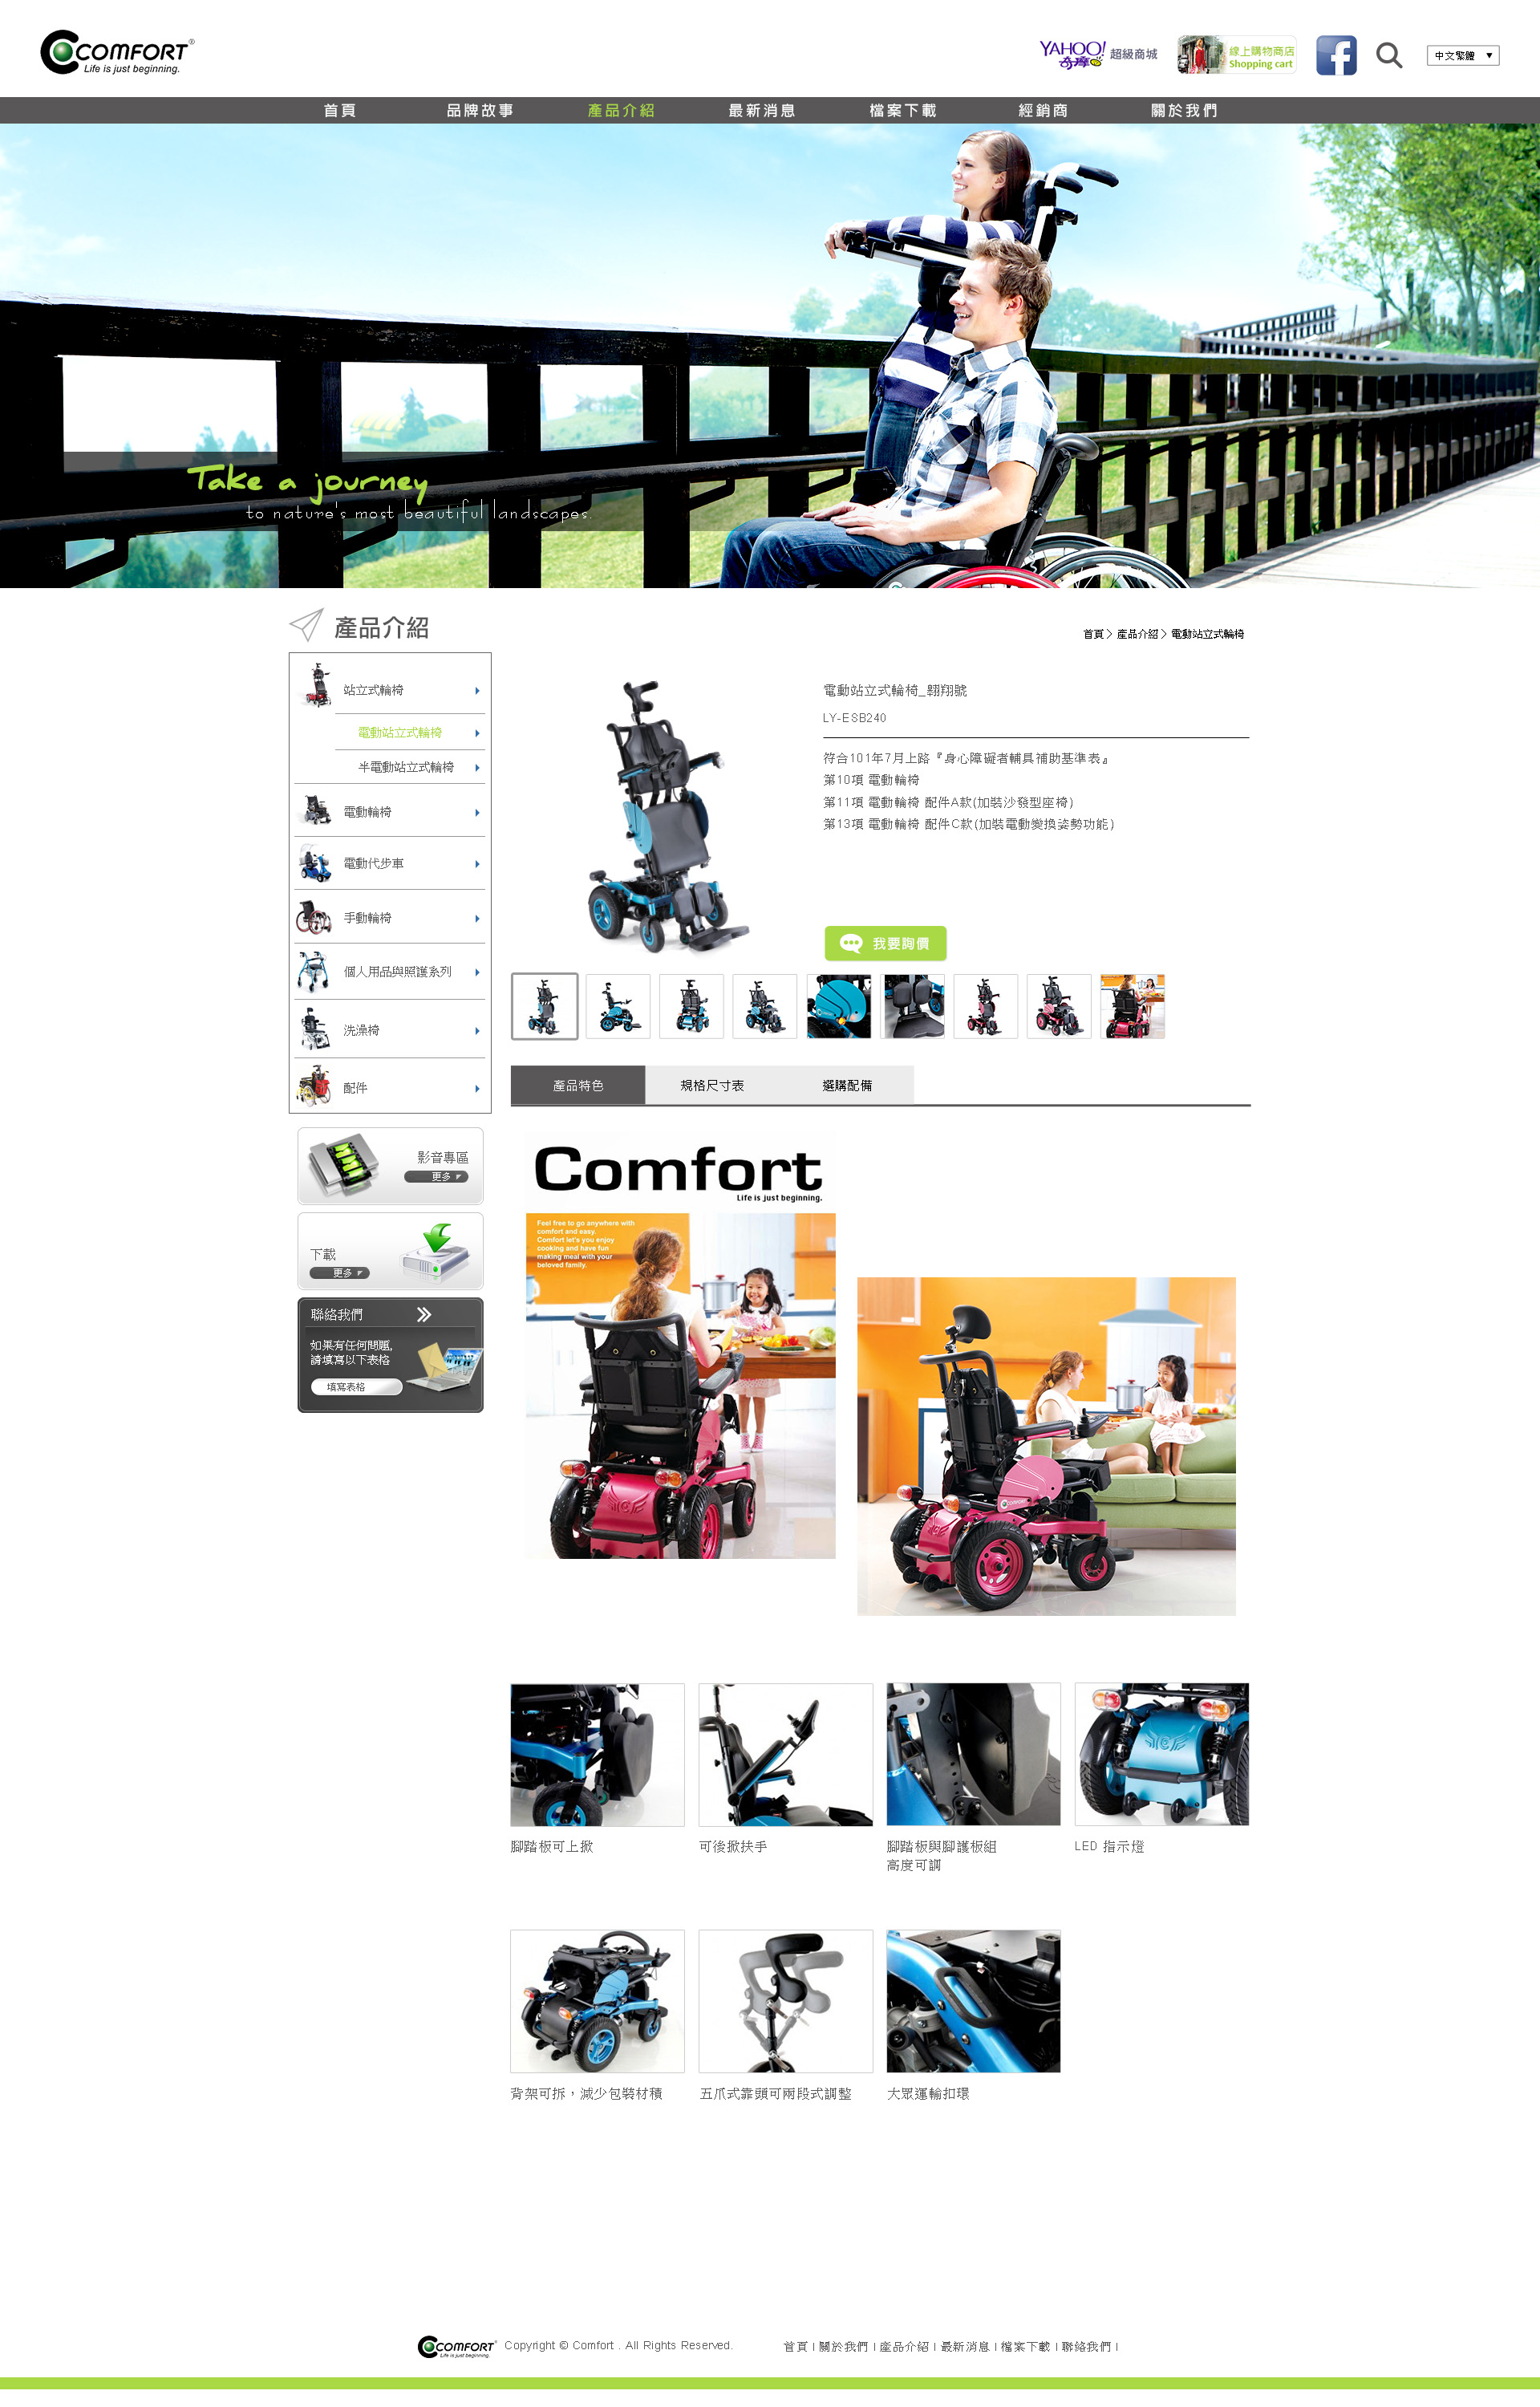 COMFORT®
Life is just beginning.
YAHOO!
奇摩
超級商城
線上購物商店
Shopping cart
中文繁體 ▼
首頁
品牌故事
產品介紹
最新消息
檔案下載
經銷商
關於我們
Take a journey
to nature's most beautiful landscapes.
產品介紹
首頁 〉 產品介紹 〉 電動站立式輪椅
站立式輪椅
電動站立式輪椅
半電動站立式輪椅
電動輪椅
電動代步車
手動輪椅
個人用品與照護系列
洗澡椅
配件
電動站立式輪椅_翱翔號
LY-ESB240
符合101年7月上路『身心障礙者輔具補助基準表』
第10項 電動輪椅
第11項 電動輪椅 配件A款(加裝沙發型座椅)
第13項 電動輪椅 配件C款(加裝電動變換姿勢功能)
我要詢價
產品特色
規格尺寸表
選購配備
影音專區
更多
下載
更多
聯絡我們
如果有任何問題,
請填寫以下表格
填寫表格
Comfort
Life is just beginning.
Feel free to go anywhere with
comfort and easy.
Comfort let's you enjoy
cooking and have fun
making meal with your
beloved family.
COMFORT
腳踏板可上掀
可後掀扶手
腳踏板與腳護板組
高度可調
LED 指示燈
背架可拆，減少包裝材積
五爪式靠頭可兩段式調整
大眾運輸扣環
COMFORT®
Life is just beginning.
Copyright © Comfort . All Rights Reserved.
首頁 | 關於我們 | 產品介紹 | 最新消息 | 檔案下載 | 聯絡我們 |